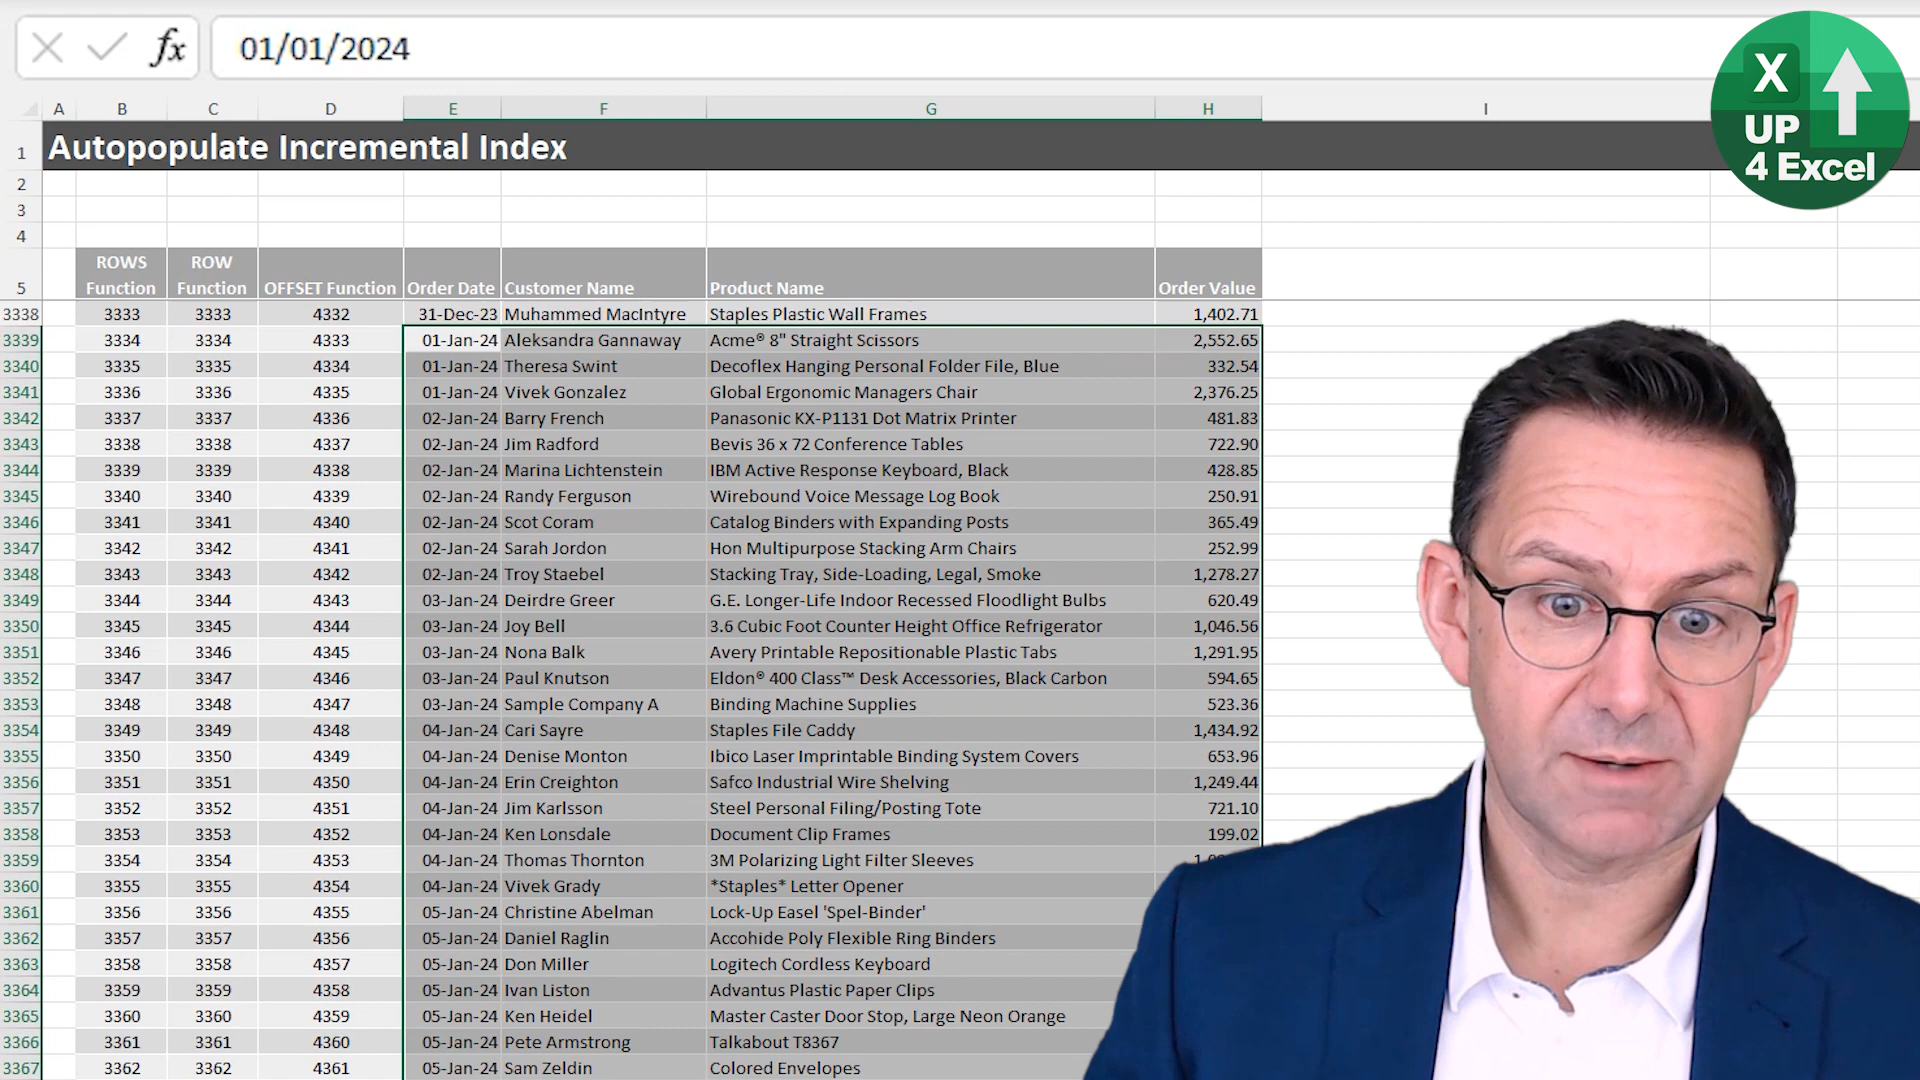 fx 01/01/2024
X
UP
4 Excel
A B C D E F G H I
1 Autopopulate Incremental Index
2
3
4
5 ROWS Function ROW Function OFFSET Function Order Date Customer Name Product Name Order Value
3338 3333 3333 4332 31-Dec-23 Muhammed MacIntyre Staples Plastic Wall Frames 1,402.71
3339 3334 3334 4333 01-Jan-24 Aleksandra Gannaway Acme® 8" Straight Scissors 2,552.65
3340 3335 3335 4334 01-Jan-24 Theresa Swint Decoflex Hanging Personal Folder File, Blue 332.54
3341 3336 3336 4335 01-Jan-24 Vivek Gonzalez Global Ergonomic Managers Chair 2,376.25
3342 3337 3337 4336 02-Jan-24 Barry French Panasonic KX-P1131 Dot Matrix Printer 481.83
3343 3338 3338 4337 02-Jan-24 Jim Radford Bevis 36 x 72 Conference Tables 722.90
3344 3339 3339 4338 02-Jan-24 Marina Lichtenstein IBM Active Response Keyboard, Black 428.85
3345 3340 3340 4339 02-Jan-24 Randy Ferguson Wirebound Voice Message Log Book 250.91
3346 3341 3341 4340 02-Jan-24 Scot Coram Catalog Binders with Expanding Posts 365.49
3347 3342 3342 4341 02-Jan-24 Sarah Jordon Hon Multipurpose Stacking Arm Chairs 252.99
3348 3343 3343 4342 02-Jan-24 Troy Staebel Stacking Tray, Side-Loading, Legal, Smoke 1,278.27
3349 3344 3344 4343 03-Jan-24 Deirdre Greer G.E. Longer-Life Indoor Recessed Floodlight Bulbs 620.49
3350 3345 3345 4344 03-Jan-24 Joy Bell 3.6 Cubic Foot Counter Height Office Refrigerator 1,046.56
3351 3346 3346 4345 03-Jan-24 Nona Balk Avery Printable Repositionable Plastic Tabs 1,291.95
3352 3347 3347 4346 03-Jan-24 Paul Knutson Eldon® 400 Class™ Desk Accessories, Black Carbon 594.65
3353 3348 3348 4347 03-Jan-24 Sample Company A Binding Machine Supplies 523.36
3354 3349 3349 4348 04-Jan-24 Cari Sayre Staples File Caddy 1,434.92
3355 3350 3350 4349 04-Jan-24 Denise Monton Ibico Laser Imprintable Binding System Covers 653.96
3356 3351 3351 4350 04-Jan-24 Erin Creighton Safco Industrial Wire Shelving 1,249.44
3357 3352 3352 4351 04-Jan-24 Jim Karlsson Steel Personal Filing/Posting Tote 721.10
3358 3353 3353 4352 04-Jan-24 Ken Lonsdale Document Clip Frames 199.02
3359 3354 3354 4353 04-Jan-24 Thomas Thornton 3M Polarizing Light Filter Sleeves
3360 3355 3355 4354 04-Jan-24 Vivek Grady *Staples* Letter Opener
3361 3356 3356 4355 05-Jan-24 Christine Abelman Lock-Up Easel 'Spel-Binder'
3362 3357 3357 4356 05-Jan-24 Daniel Raglin Accohide Poly Flexible Ring Binders
3363 3358 3358 4357 05-Jan-24 Don Miller Logitech Cordless Keyboard
3364 3359 3359 4358 05-Jan-24 Ivan Liston Advantus Plastic Paper Clips
3365 3360 3360 4359 05-Jan-24 Ken Heidel Master Caster Door Stop, Large Neon Orange
3366 3361 3361 4360 05-Jan-24 Pete Armstrong Talkabout T8367
3367 3362 3362 4361 05-Jan-24 Sam Zeldin Colored Envelopes